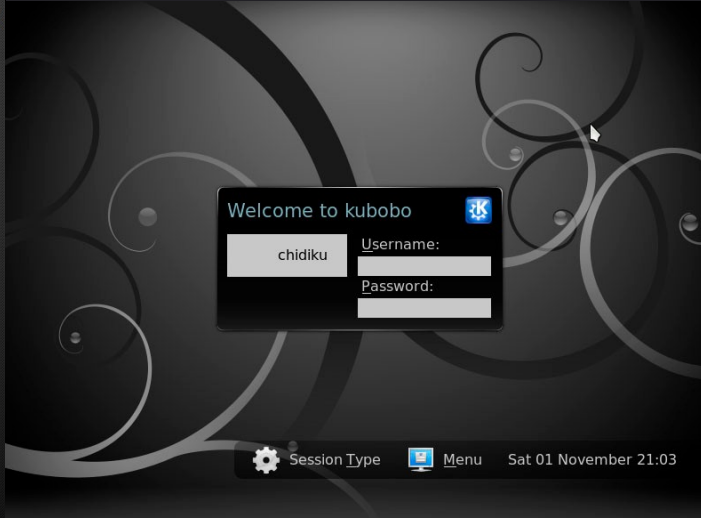 Welcome to kubobo
chidiku
Username:
Password:
Session Type
Menu
Sat 01 November 21:03